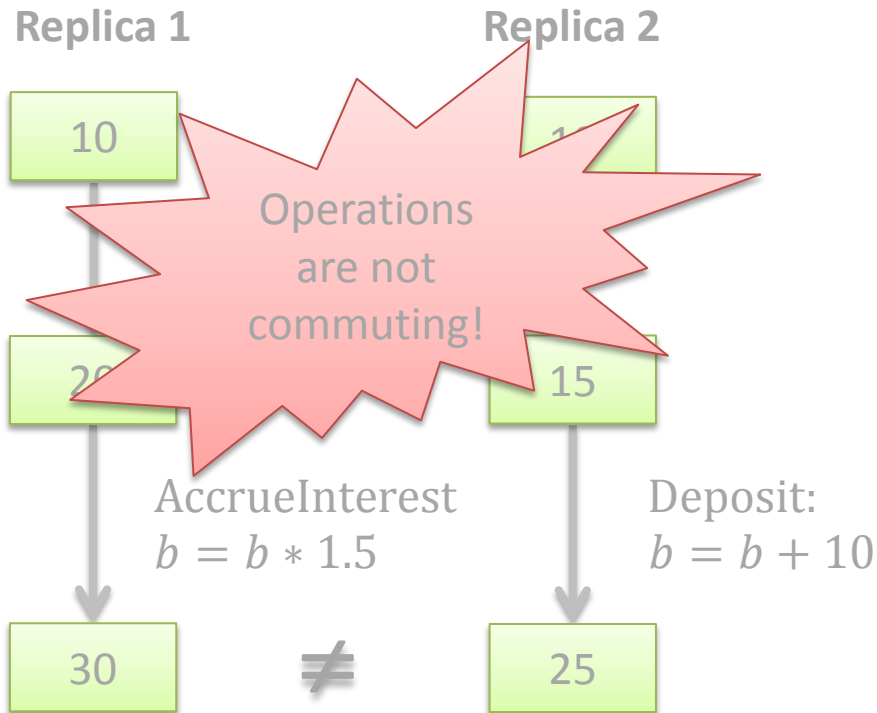 Replica 1
Replica 2
10
Operations
are not
commuting!
15
AccrueInterest
b = b * 1.5
Deposit:
b = b + 10
30
≠
25